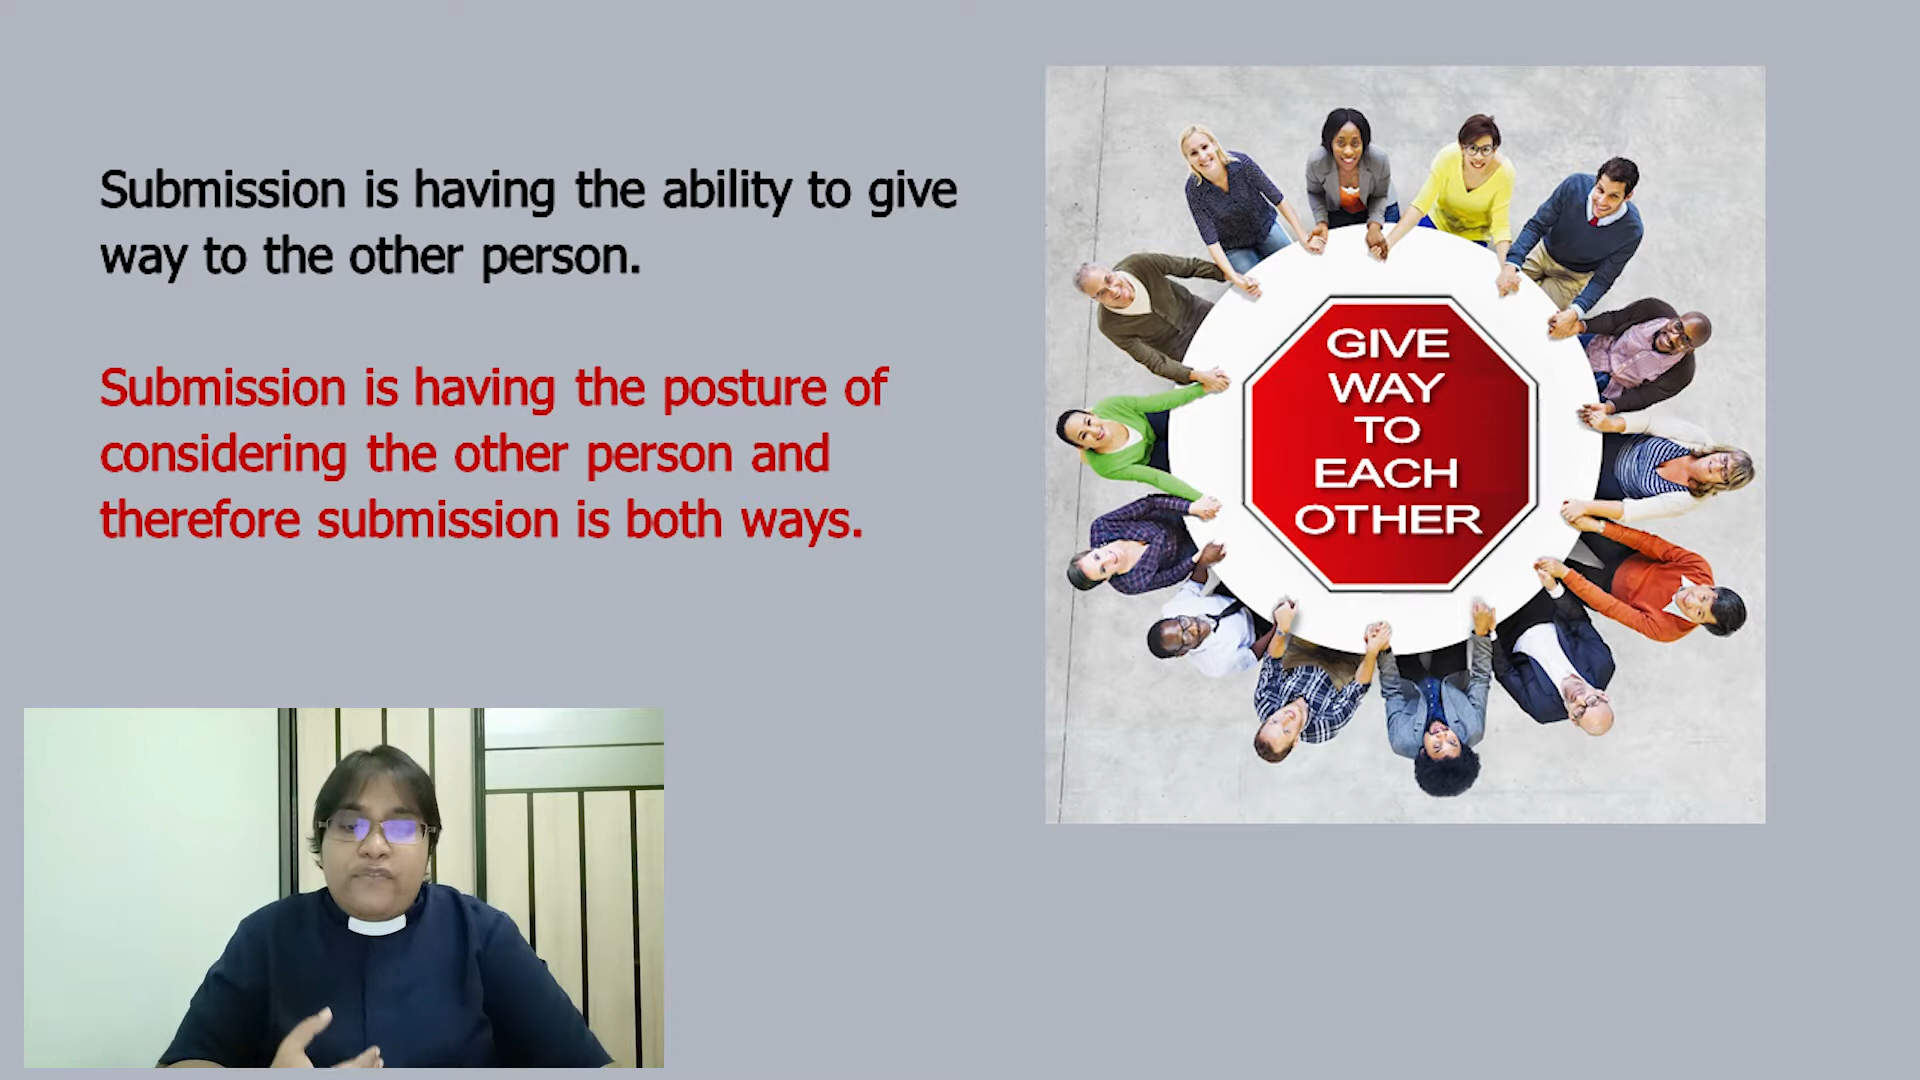 Submission is having the ability to give
way to the other person.
Submission is having the posture of
considering the other person and
therefore submission is both ways.
GIVE
WAY
TO
EACH
OTHER